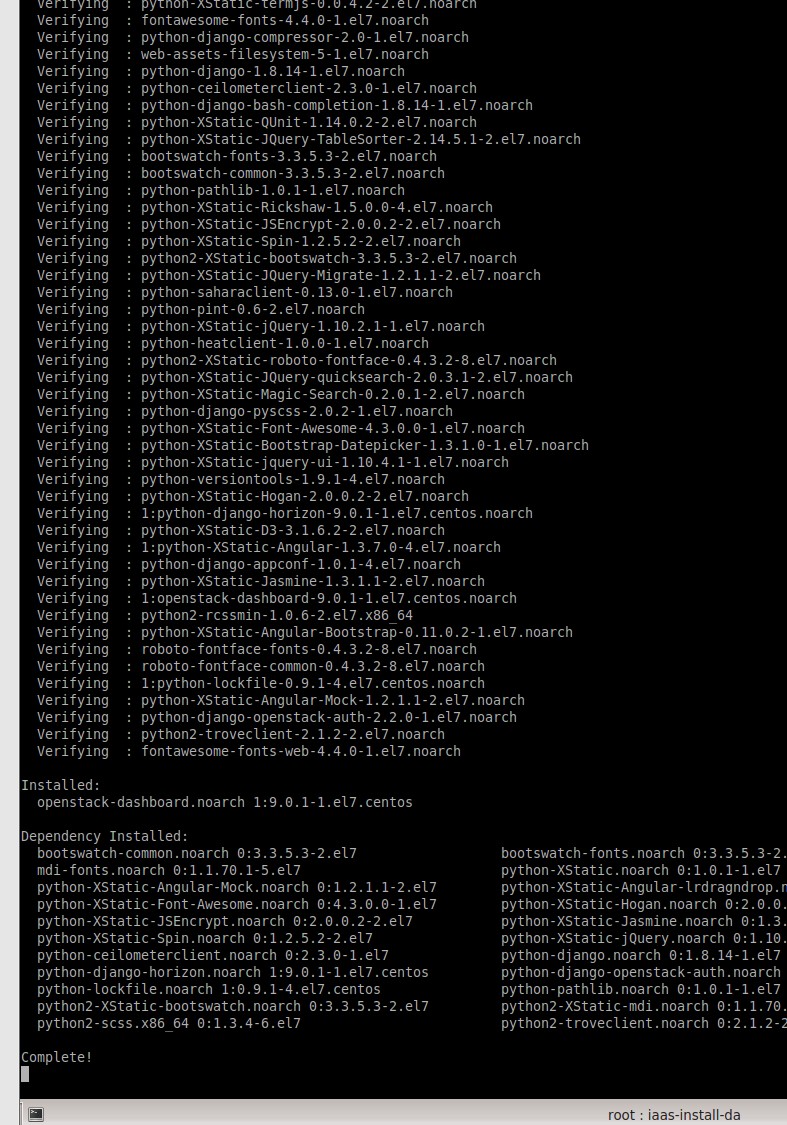 Verifying : python-XStatic-termjs-0.0.4.2-2.el7.noarch
Verifying : fontawesome-fonts-4.4.0-1.el7.noarch
Verifying : python-django-compressor-2.0-1.el7.noarch
Verifying : web-assets-filesystem-5-1.el7.noarch
Verifying : python-django-1.8.14-1.el7.noarch
Verifying : python-ceilometerclient-2.3.0-1.el7.noarch
Verifying : python-django-bash-completion-1.8.14-1.el7.noarch
Verifying : python-XStatic-QUnit-1.14.0.2-2.el7.noarch
Verifying : python-XStatic-JQuery-TableSorter-2.14.5.1-2.el7.noarch
Verifying : bootswatch-fonts-3.3.5.3-2.el7.noarch
Verifying : bootswatch-common-3.3.5.3-2.el7.noarch
Verifying : python-pathlib-1.0.1-1.el7.noarch
Verifying : python-XStatic-Rickshaw-1.5.0.0-4.el7.noarch
Verifying : python-XStatic-JSEncrypt-2.0.0.2-2.el7.noarch
Verifying : python-XStatic-Spin-1.2.5.2-2.el7.noarch
Verifying : python2-XStatic-bootswatch-3.3.5.3-2.el7.noarch
Verifying : python-XStatic-JQuery-Migrate-1.2.1.1-2.el7.noarch
Verifying : python-saharaclient-0.13.0-1.el7.noarch
Verifying : python-pint-0.6-2.el7.noarch
Verifying : python-XStatic-jQuery-1.10.2.1-1.el7.noarch
Verifying : python-heatclient-1.0.0-1.el7.noarch
Verifying : python2-XStatic-roboto-fontface-0.4.3.2-8.el7.noarch
Verifying : python-XStatic-JQuery-quicksearch-2.0.3.1-2.el7.noarch
Verifying : python-XStatic-Magic-Search-0.2.0.1-2.el7.noarch
Verifying : python-django-pyscss-2.0.2-1.el7.noarch
Verifying : python-XStatic-Font-Awesome-4.3.0.0-1.el7.noarch
Verifying : python-XStatic-Bootstrap-Datepicker-1.3.1.0-1.el7.noarch
Verifying : python-XStatic-jquery-ui-1.10.4.1-1.el7.noarch
Verifying : python-versiontools-1.9.1-4.el7.noarch
Verifying : python-XStatic-Hogan-2.0.0.2-2.el7.noarch
Verifying : 1:python-django-horizon-9.0.1-1.el7.centos.noarch
Verifying : python-XStatic-D3-3.1.6.2-2.el7.noarch
Verifying : 1:python-XStatic-Angular-1.3.7.0-4.el7.noarch
Verifying : python-django-appconf-1.0.1-4.el7.noarch
Verifying : python-XStatic-Jasmine-1.3.1.1-2.el7.noarch
Verifying : 1:openstack-dashboard-9.0.1-1.el7.centos.noarch
Verifying : python2-rcssmin-1.0.6-2.el7.x86_64
Verifying : python-XStatic-Angular-Bootstrap-0.11.0.2-1.el7.noarch
Verifying : roboto-fontface-fonts-0.4.3.2-8.el7.noarch
Verifying : roboto-fontface-common-0.4.3.2-8.el7.noarch
Verifying : 1:python-lockfile-0.9.1-4.el7.centos.noarch
Verifying : python-XStatic-Angular-Mock-1.2.1.1-2.el7.noarch
Verifying : python-django-openstack-auth-2.2.0-1.el7.noarch
Verifying : python2-troveclient-2.1.2-2.el7.noarch
Verifying : fontawesome-fonts-web-4.4.0-1.el7.noarch
Installed:
openstack-dashboard.noarch 1:9.0.1-1.el7.centos
Dependency Installed:
bootswatch-common.noarch 0:3.3.5.3-2.el7 bootswatch-fonts.noarch 0:3.3.5.3-2.
mdi-fonts.noarch 0:1.1.70.1-5.el7 python-XStatic.noarch 0:1.0.1-1.el7
python-XStatic-Angular-Mock.noarch 0:1.2.1.1-2.el7 python-XStatic-Angular-lrdragndrop.n
python-XStatic-Font-Awesome.noarch 0:4.3.0.0-1.el7 python-XStatic-Hogan.noarch 0:2.0.0.
python-XStatic-JSEncrypt.noarch 0:2.0.0.2-2.el7 python-XStatic-Jasmine.noarch 0:1.3.
python-XStatic-Spin.noarch 0:1.2.5.2-2.el7 python-XStatic-jQuery.noarch 0:1.10.
python-ceilometerclient.noarch 0:2.3.0-1.el7 python-django.noarch 0:1.8.14-1.el7
python-django-horizon.noarch 1:9.0.1-1.el7.centos python-django-openstack-auth.noarch
python-lockfile.noarch 1:0.9.1-4.el7.centos python-pathlib.noarch 0:1.0.1-1.el7
python2-XStatic-bootswatch.noarch 0:3.3.5.3-2.el7 python2-XStatic-mdi.noarch 0:1.1.70.
python2-scss.x86_64 0:1.3.4-6.el7 python2-troveclient.noarch 0:2.1.2-2
Complete!
root : iaas-install-da